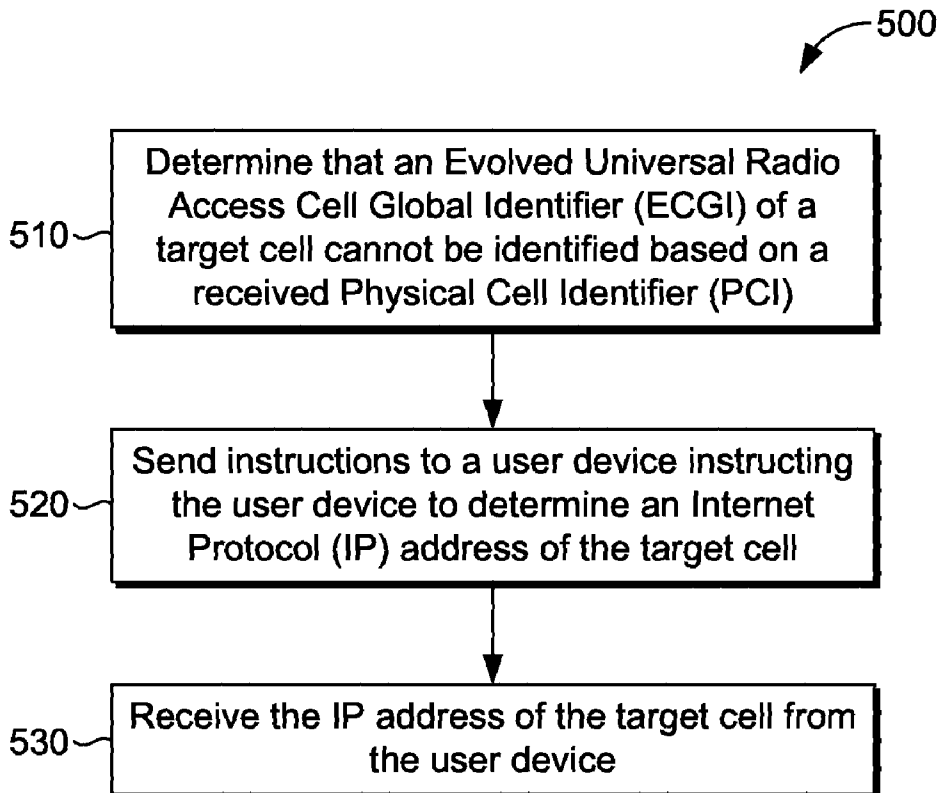 500
Determine that an Evolved Universal Radio
Access Cell Global Identifier (ECGI) of a
target cell cannot be identified based on a
received Physical Cell Identifier (PCI)
510
Send instructions to a user device instructing
the user device to determine an Internet
Protocol (IP) address of the target cell
520
Receive the IP address of the target cell from
the user device
530